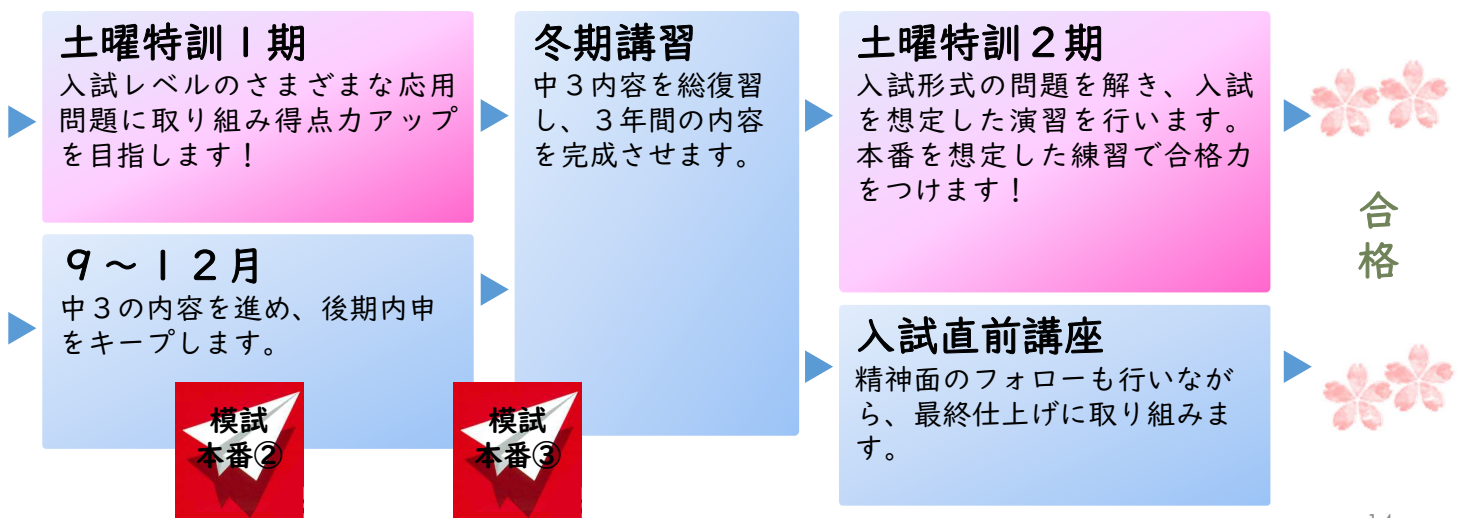 土曜特訓1期
入試レベルのさまざまな応用
問題に取り組み得点力アップ
を目指します！
9～12月
中3の内容を進め、後期内申
をキープします。
模試
本番②
模試
本番③
冬期講習
中3内容を総復習
し、3年間の内容
を完成させます。
土曜特訓２期
入試形式の問題を解き、入試
を想定した演習を行います。
本番を想定した練習で合格力
をつけます！
入試直前講座
精神面のフォローも行いなが
ら、最終仕上げに取り組みま
す。
合
格